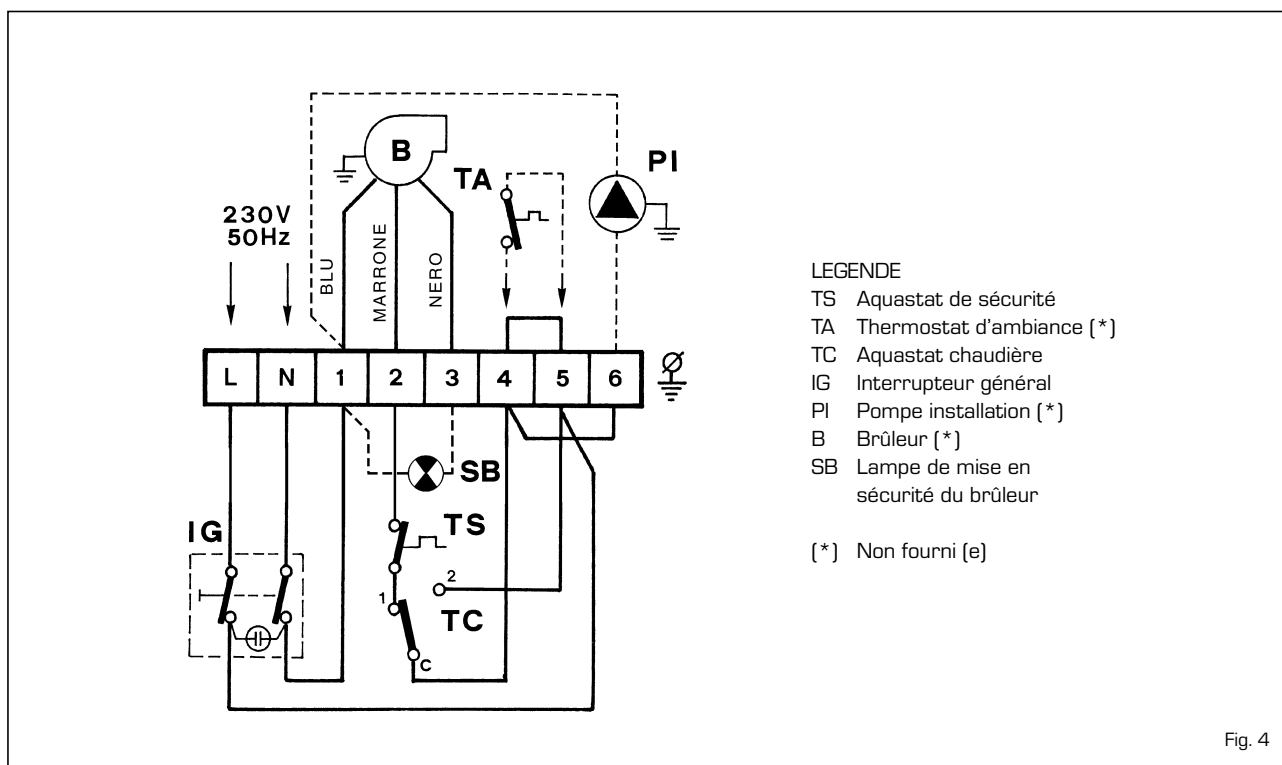 B
TA
PI
230V
50Hz
BLU
MARRONE
NERO
L N 1 2 3 4 5 6
SB
TS
IG
1
2
TC
C
LEGENDE
TS Aquastat de sécurité
TA Thermostat d'ambiance (*)
TC Aquastat chaudière
IG Interrupteur général
PI Pompe installation (*)
B Brûleur (*)
SB Lampe de mise en
sécurité du brûleur
(*) Non fourni (e)
Fig. 4